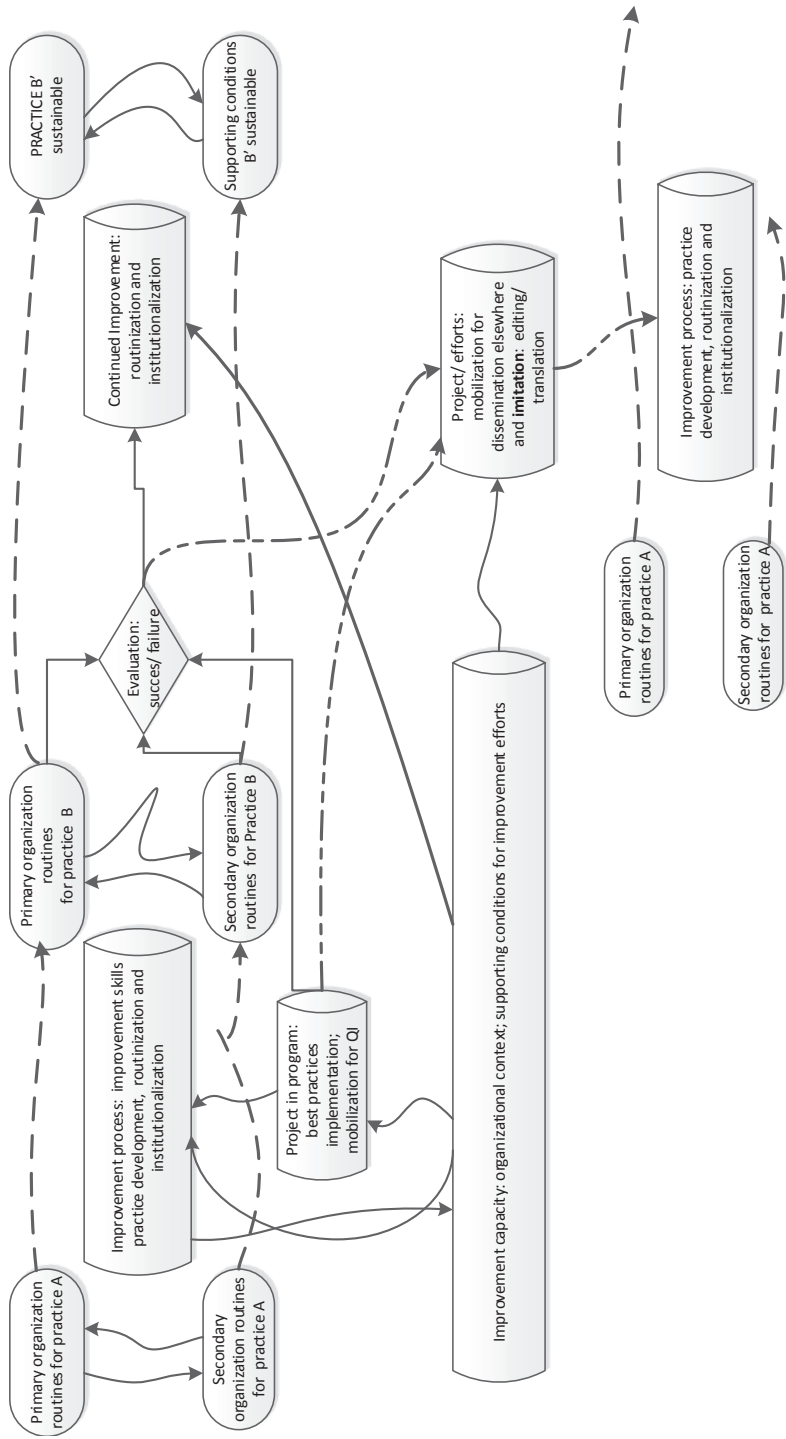 Primary organization
routines for practice A
Secondary
organization routines
for practice A
Improvement process: improvement skills
practice development, routinization and
institutionalization
Primary organization
routines
for practice B
Secondary organization
routines for Practice B
Project in program:
best practices
implementation;
mobilization for QI
Evaluation:
succes/ failure
Continued Improvement:
routinization and
institutionalization
PRACTICE B'
sustainable
Supporting conditions
B' sustainable
Improvement capacity: organizational context; supporting conditions for improvement efforts
Project/ efforts:
mobilization for
dissemination elsewhere
and imitation: editing/
translation
Primary organization
routines for practice A
Secondary organization
routines for practice A
Improvement process: practice
development, routinization and
institutionalization